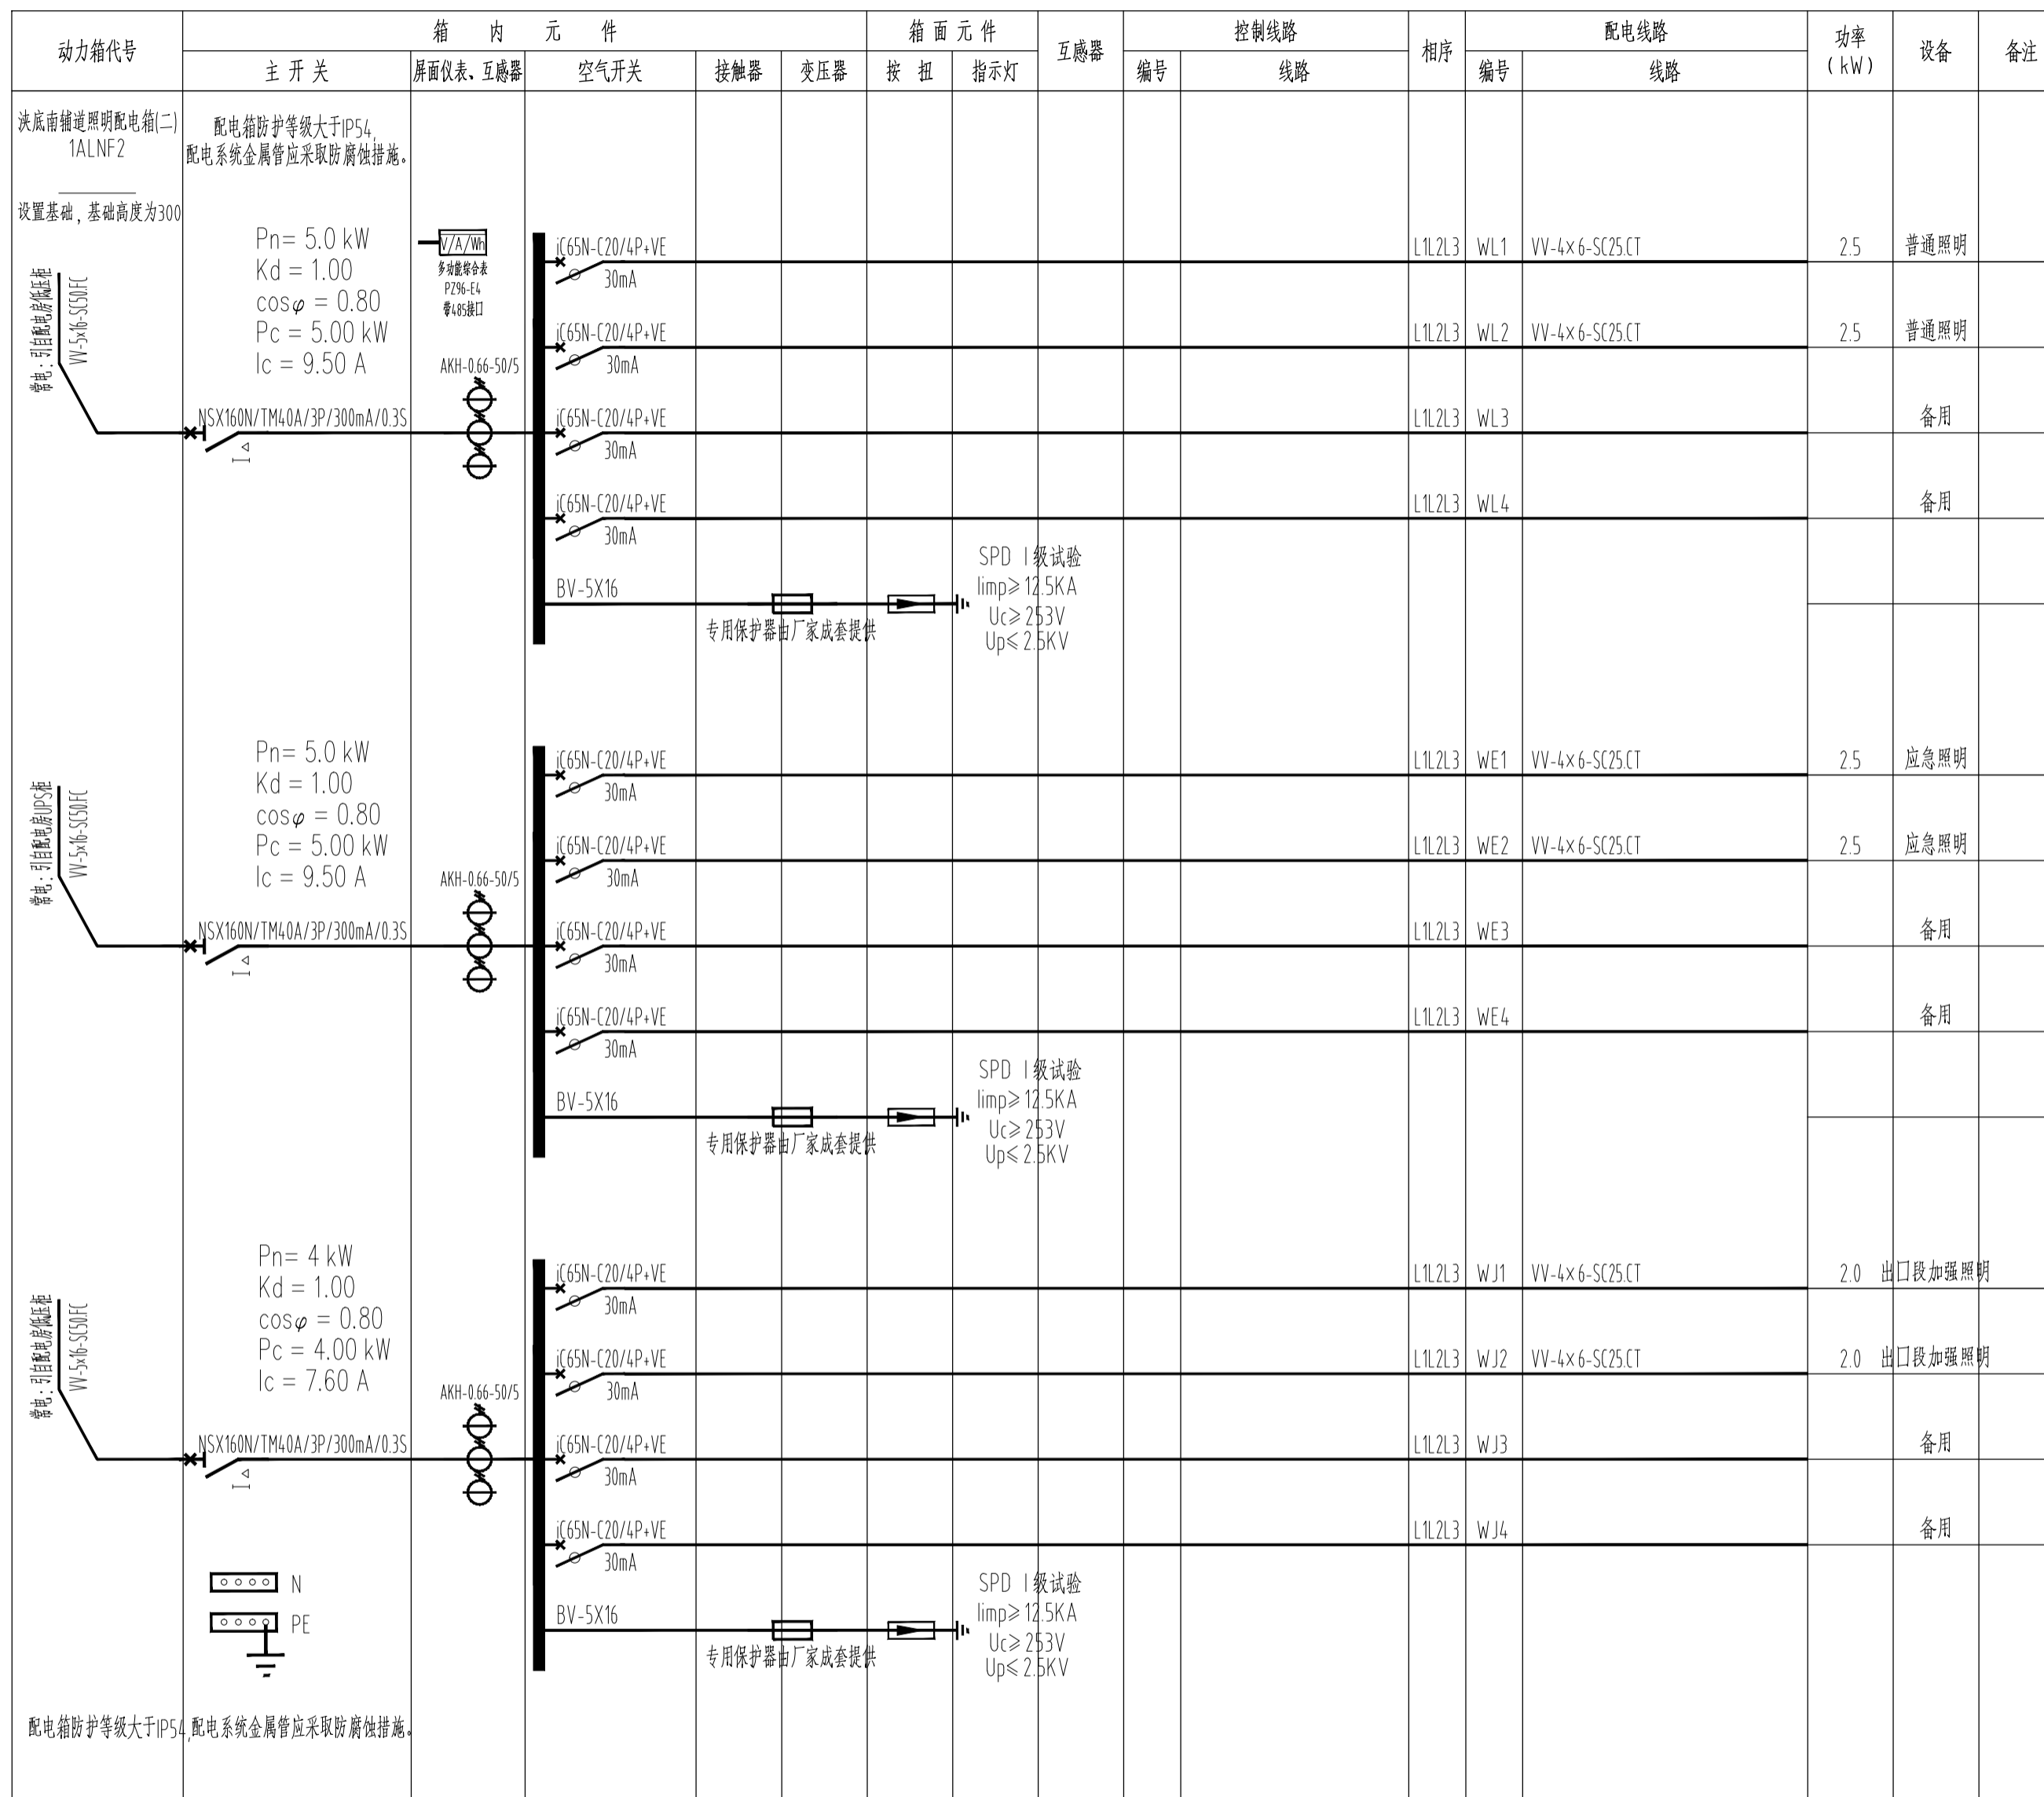 动力箱代号
箱 内 元 件
箱 面 元 件
互感器
控制线路
相序
配电线路
功率
(kW)
设备
备注
主 开 关
屏面仪表、互感器
空气开关
接触器
变压器
按 扭
指示灯
编号
线路
编号
线路
浃底南辅道照明配电箱(二)
1ALNF2
设置基础，基础高度为300
配电箱防护等级大于IP54,
配电系统金属管应采取防腐蚀措施。
常电：引自配电房低压柜
VV-5x16-SC50.FC
Pn= 5.0 kW
Kd = 1.00
cosφ = 0.80
Pc = 5.00 kW
Ic = 9.50 A
NSX160N/TM40A/3P/300mA/0.3S
I△
V/A/Wh
多功能综合表
PZ96-E4
带485接口
AKH-0.66-50/5
iC65N-C20/4P+VE
30mA
L1L2L3 WL1 VV-4×6-SC25.CT 2.5 普通照明
iC65N-C20/4P+VE
30mA
L1L2L3 WL2 VV-4×6-SC25.CT 2.5 普通照明
iC65N-C20/4P+VE
30mA
L1L2L3 WL3 备用
iC65N-C20/4P+VE
30mA
L1L2L3 WL4 备用
BV-5X16
专用保护器由厂家成套提供
SPD I级试验
Iimp≥12.5KA
Uc≥253V
Up≤2.5KV
常电：引自配电房UPS柜
VV-5x16-SC50.FC
Pn= 5.0 kW
Kd = 1.00
cosφ = 0.80
Pc = 5.00 kW
Ic = 9.50 A
NSX160N/TM40A/3P/300mA/0.3S
I△
AKH-0.66-50/5
iC65N-C20/4P+VE
30mA
L1L2L3 WE1 VV-4×6-SC25.CT 2.5 应急照明
iC65N-C20/4P+VE
30mA
L1L2L3 WE2 VV-4×6-SC25.CT 2.5 应急照明
iC65N-C20/4P+VE
30mA
L1L2L3 WE3 备用
iC65N-C20/4P+VE
30mA
L1L2L3 WE4 备用
BV-5X16
专用保护器由厂家成套提供
SPD I级试验
Iimp≥12.5KA
Uc≥253V
Up≤2.5KV
常电：引自配电房低压柜
VV-5x16-SC50.FC
Pn= 4 kW
Kd = 1.00
cosφ = 0.80
Pc = 4.00 kW
Ic = 7.60 A
NSX160N/TM40A/3P/300mA/0.3S
I△
AKH-0.66-50/5
iC65N-C20/4P+VE
30mA
L1L2L3 WJ1 VV-4×6-SC25.CT 2.0 出口段加强照明
iC65N-C20/4P+VE
30mA
L1L2L3 WJ2 VV-4×6-SC25.CT 2.0 出口段加强照明
iC65N-C20/4P+VE
30mA
L1L2L3 WJ3 备用
iC65N-C20/4P+VE
30mA
L1L2L3 WJ4 备用
BV-5X16
专用保护器由厂家成套提供
SPD I级试验
Iimp≥12.5KA
Uc≥253V
Up≤2.5KV
N
PE
配电箱防护等级大于IP54,配电系统金属管应采取防腐蚀措施。